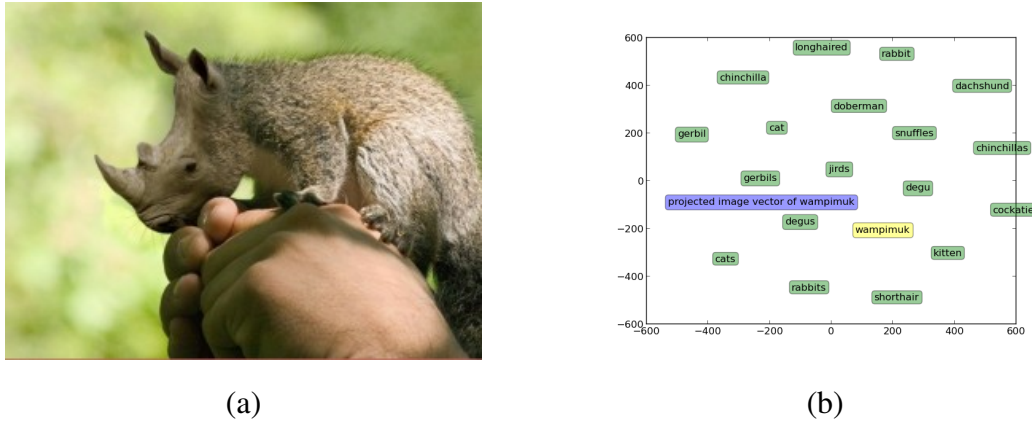 600
400
200
0
−200
−400
−600
−600
−400
−200
0
200
400
600
longhaired
rabbit
chinchilla
dachshund
doberman
cat
snuffles
gerbil
chinchillas
jirds
gerbils
degu
projected image vector of wampimuk
cockatie
degus
wampimuk
kitten
cats
rabbits
shorthair
(a)
(b)